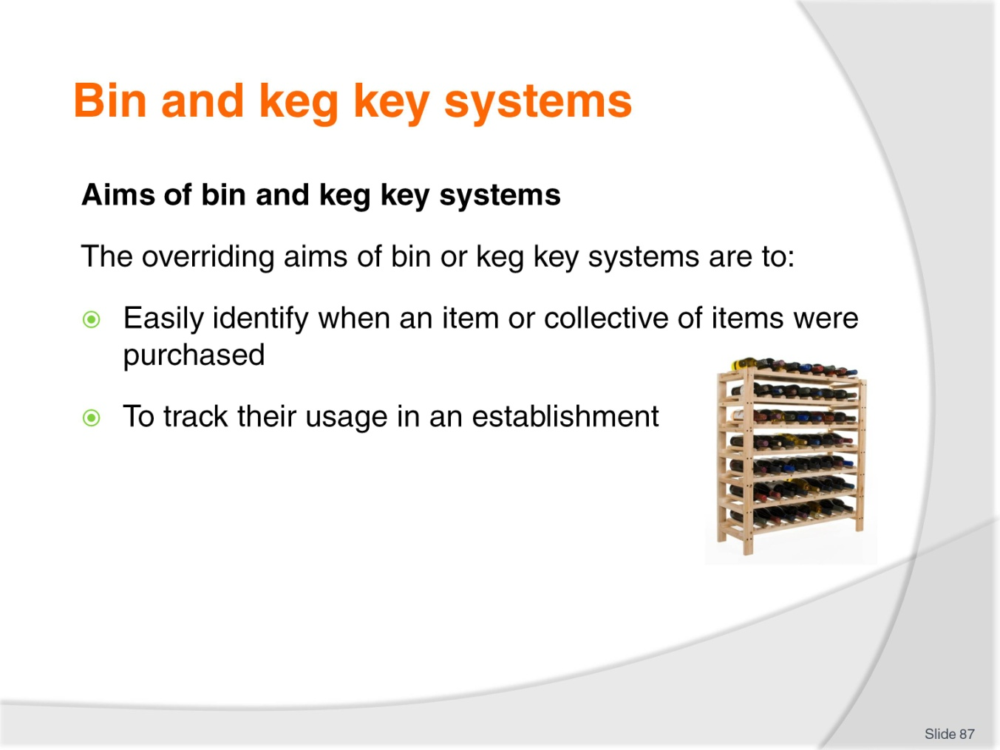 Bin and keg key systems
Aims of bin and keg key systems
The overriding aims of bin or keg key systems are to:
Easily identify when an item or collective of items were
purchased
To track their usage in an establishment
Slide 87